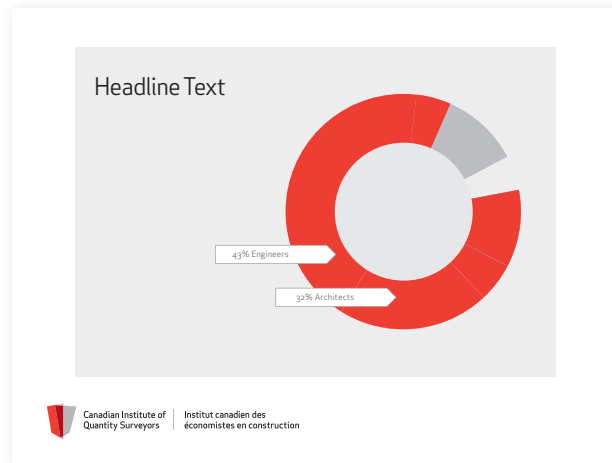 Headline Text
43% Engineers
32% Architects
Canadian Institute of
Quantity Surveyors
Institut canadien des
économistes en construction